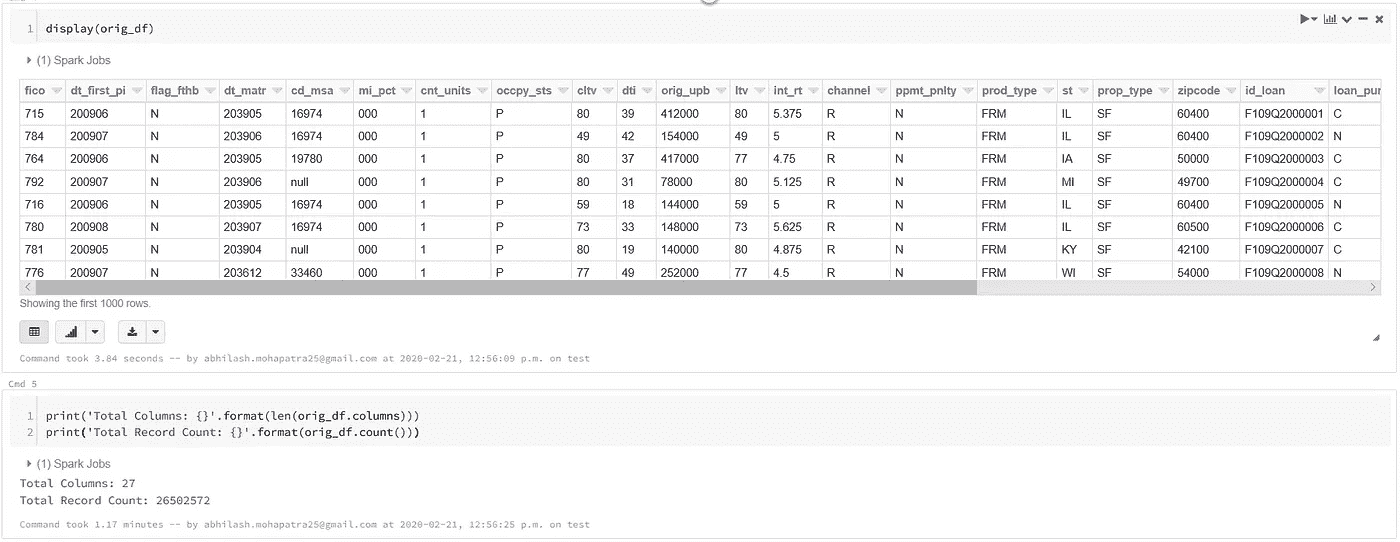 1 display(orig_df)
(1) Spark Jobs
fico dt_first_pi flag_fthb dt_matr cd_msa mi_pct cnt_units occpy_sts cltv dti orig_upb ltv int_rt channel ppmt_pnlty prod_type st prop_type zipcode id_loan loan_pur
715 200906 N 203905 16974 000 1 P 80 39 412000 80 5.375 R N FRM IL SF 60400 F109Q2000001 C
784 200907 N 203906 16974 000 1 P 49 42 154000 49 5 R N FRM IL SF 60400 F109Q2000002 N
764 200906 N 203905 19780 000 1 P 80 37 417000 77 4.75 R N FRM IA SF 50000 F109Q2000003 C
792 200907 N 203906 null 000 1 P 80 31 78000 80 5.125 R N FRM MI SF 49700 F109Q2000004 C
716 200906 N 203905 16974 000 1 P 59 18 144000 59 5 R N FRM IL SF 60400 F109Q2000005 N
780 200908 N 203907 16974 000 1 P 73 33 148000 73 5.625 R N FRM IL SF 60500 F109Q2000006 C
781 200905 N 203904 null 000 1 P 80 19 140000 80 4.875 R N FRM KY SF 42100 F109Q2000007 C
776 200907 N 203612 33460 000 1 P 77 49 252000 77 4.5 R N FRM WI SF 54000 F109Q2000008 N
Showing the first 1000 rows.
Command took 3.84 seconds -- by abhilash.mohapatra25@gmail.com at 2020-02-21, 12:56:09 p.m. on test
Cmd 5
1 print('Total Columns: {}'.format(len(orig_df.columns)))
2 print('Total Record Count: {}'.format(orig_df.count()))
(1) Spark Jobs
Total Columns: 27
Total Record Count: 26502572
Command took 1.17 minutes -- by abhilash.mohapatra25@gmail.com at 2020-02-21, 12:56:25 p.m. on test